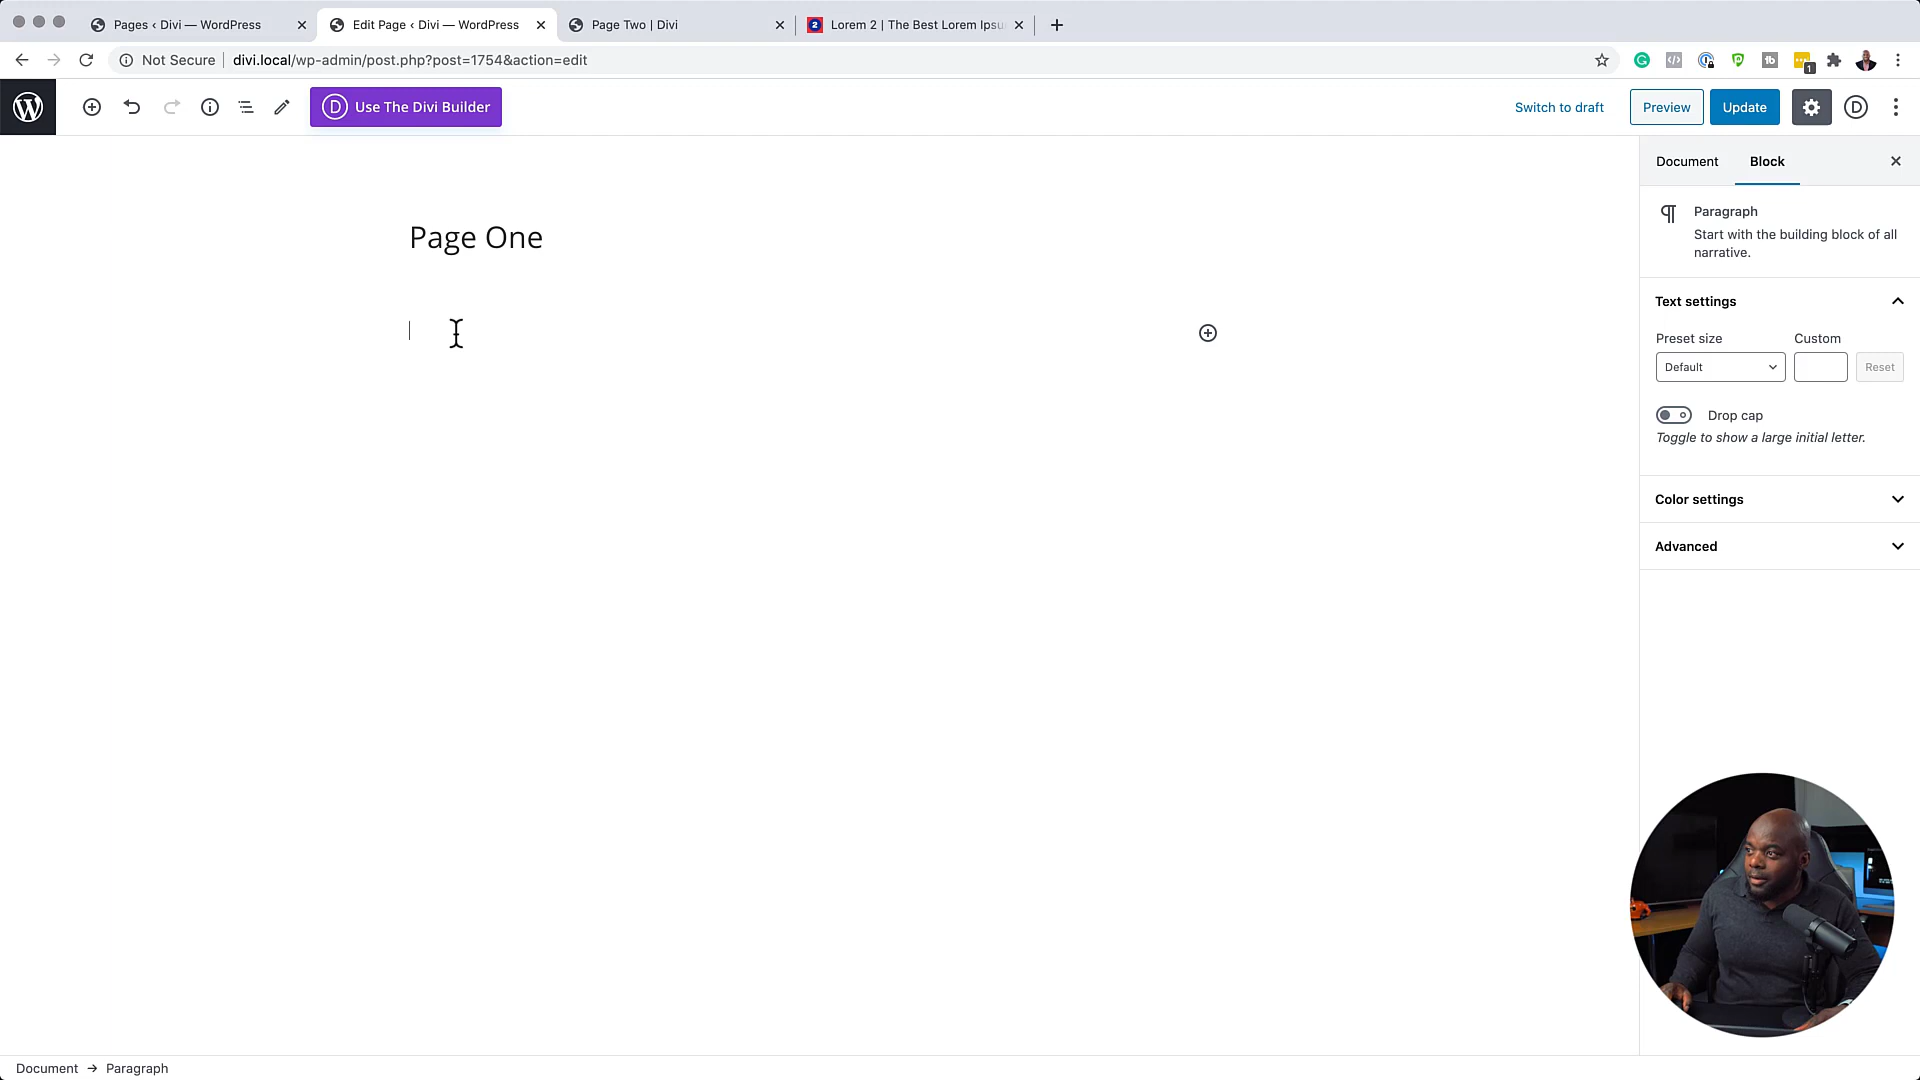 Pages ‹ Divi — WordPress
Edit Page ‹ Divi — WordPress
Page Two | Divi
2
Lorem 2 | The Best Lorem Ipsu
Not Secure
divi.local/wp-admin/post.php?post=1754&action=edit
1
D Use The Divi Builder
Switch to draft
Preview
Update
D
Document
Block
Page One
Paragraph
Start with the building block of all
narrative.
Text settings
Preset size
Custom
Default
Reset
Drop cap
Toggle to show a large initial letter.
Color settings
Advanced
Document → Paragraph